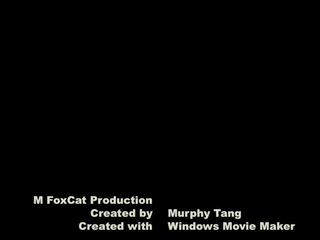 M FoxCat Production
Created by Murphy Tang
Created with Windows Movie Maker